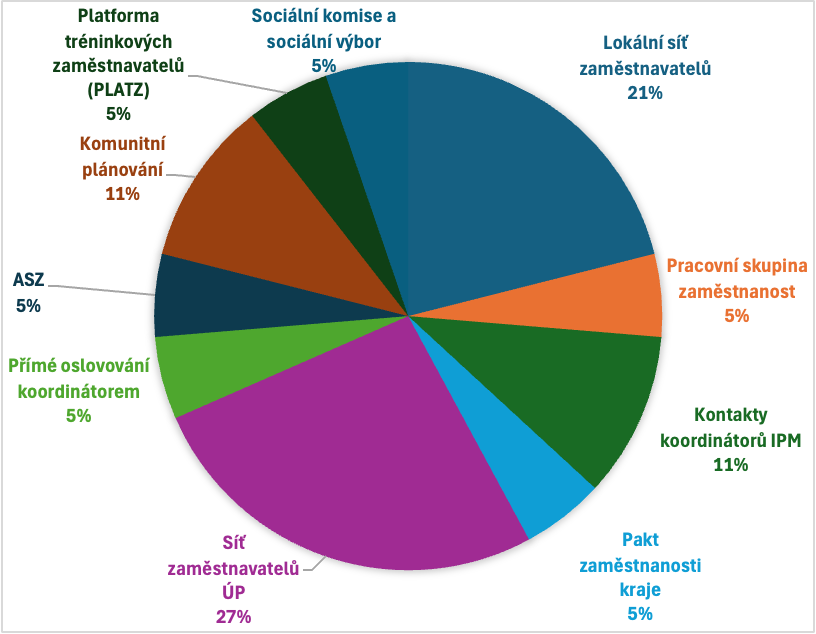 Platforma
tréninkových
zaměstnavatelů
(PLATZ)
5%
Sociální komise a
sociální výbor
5%
Lokální síť
zaměstnavatelů
21%
Komunitní
plánování
11%
Pracovní skupina
zaměstnanost
5%
ASZ
5%
Přímé oslovování
koordinátorem
5%
Kontakty
koordinátorů IPM
11%
Síť
zaměstnavatelů
ÚP
27%
Pakt
zaměstnanosti
kraje
5%